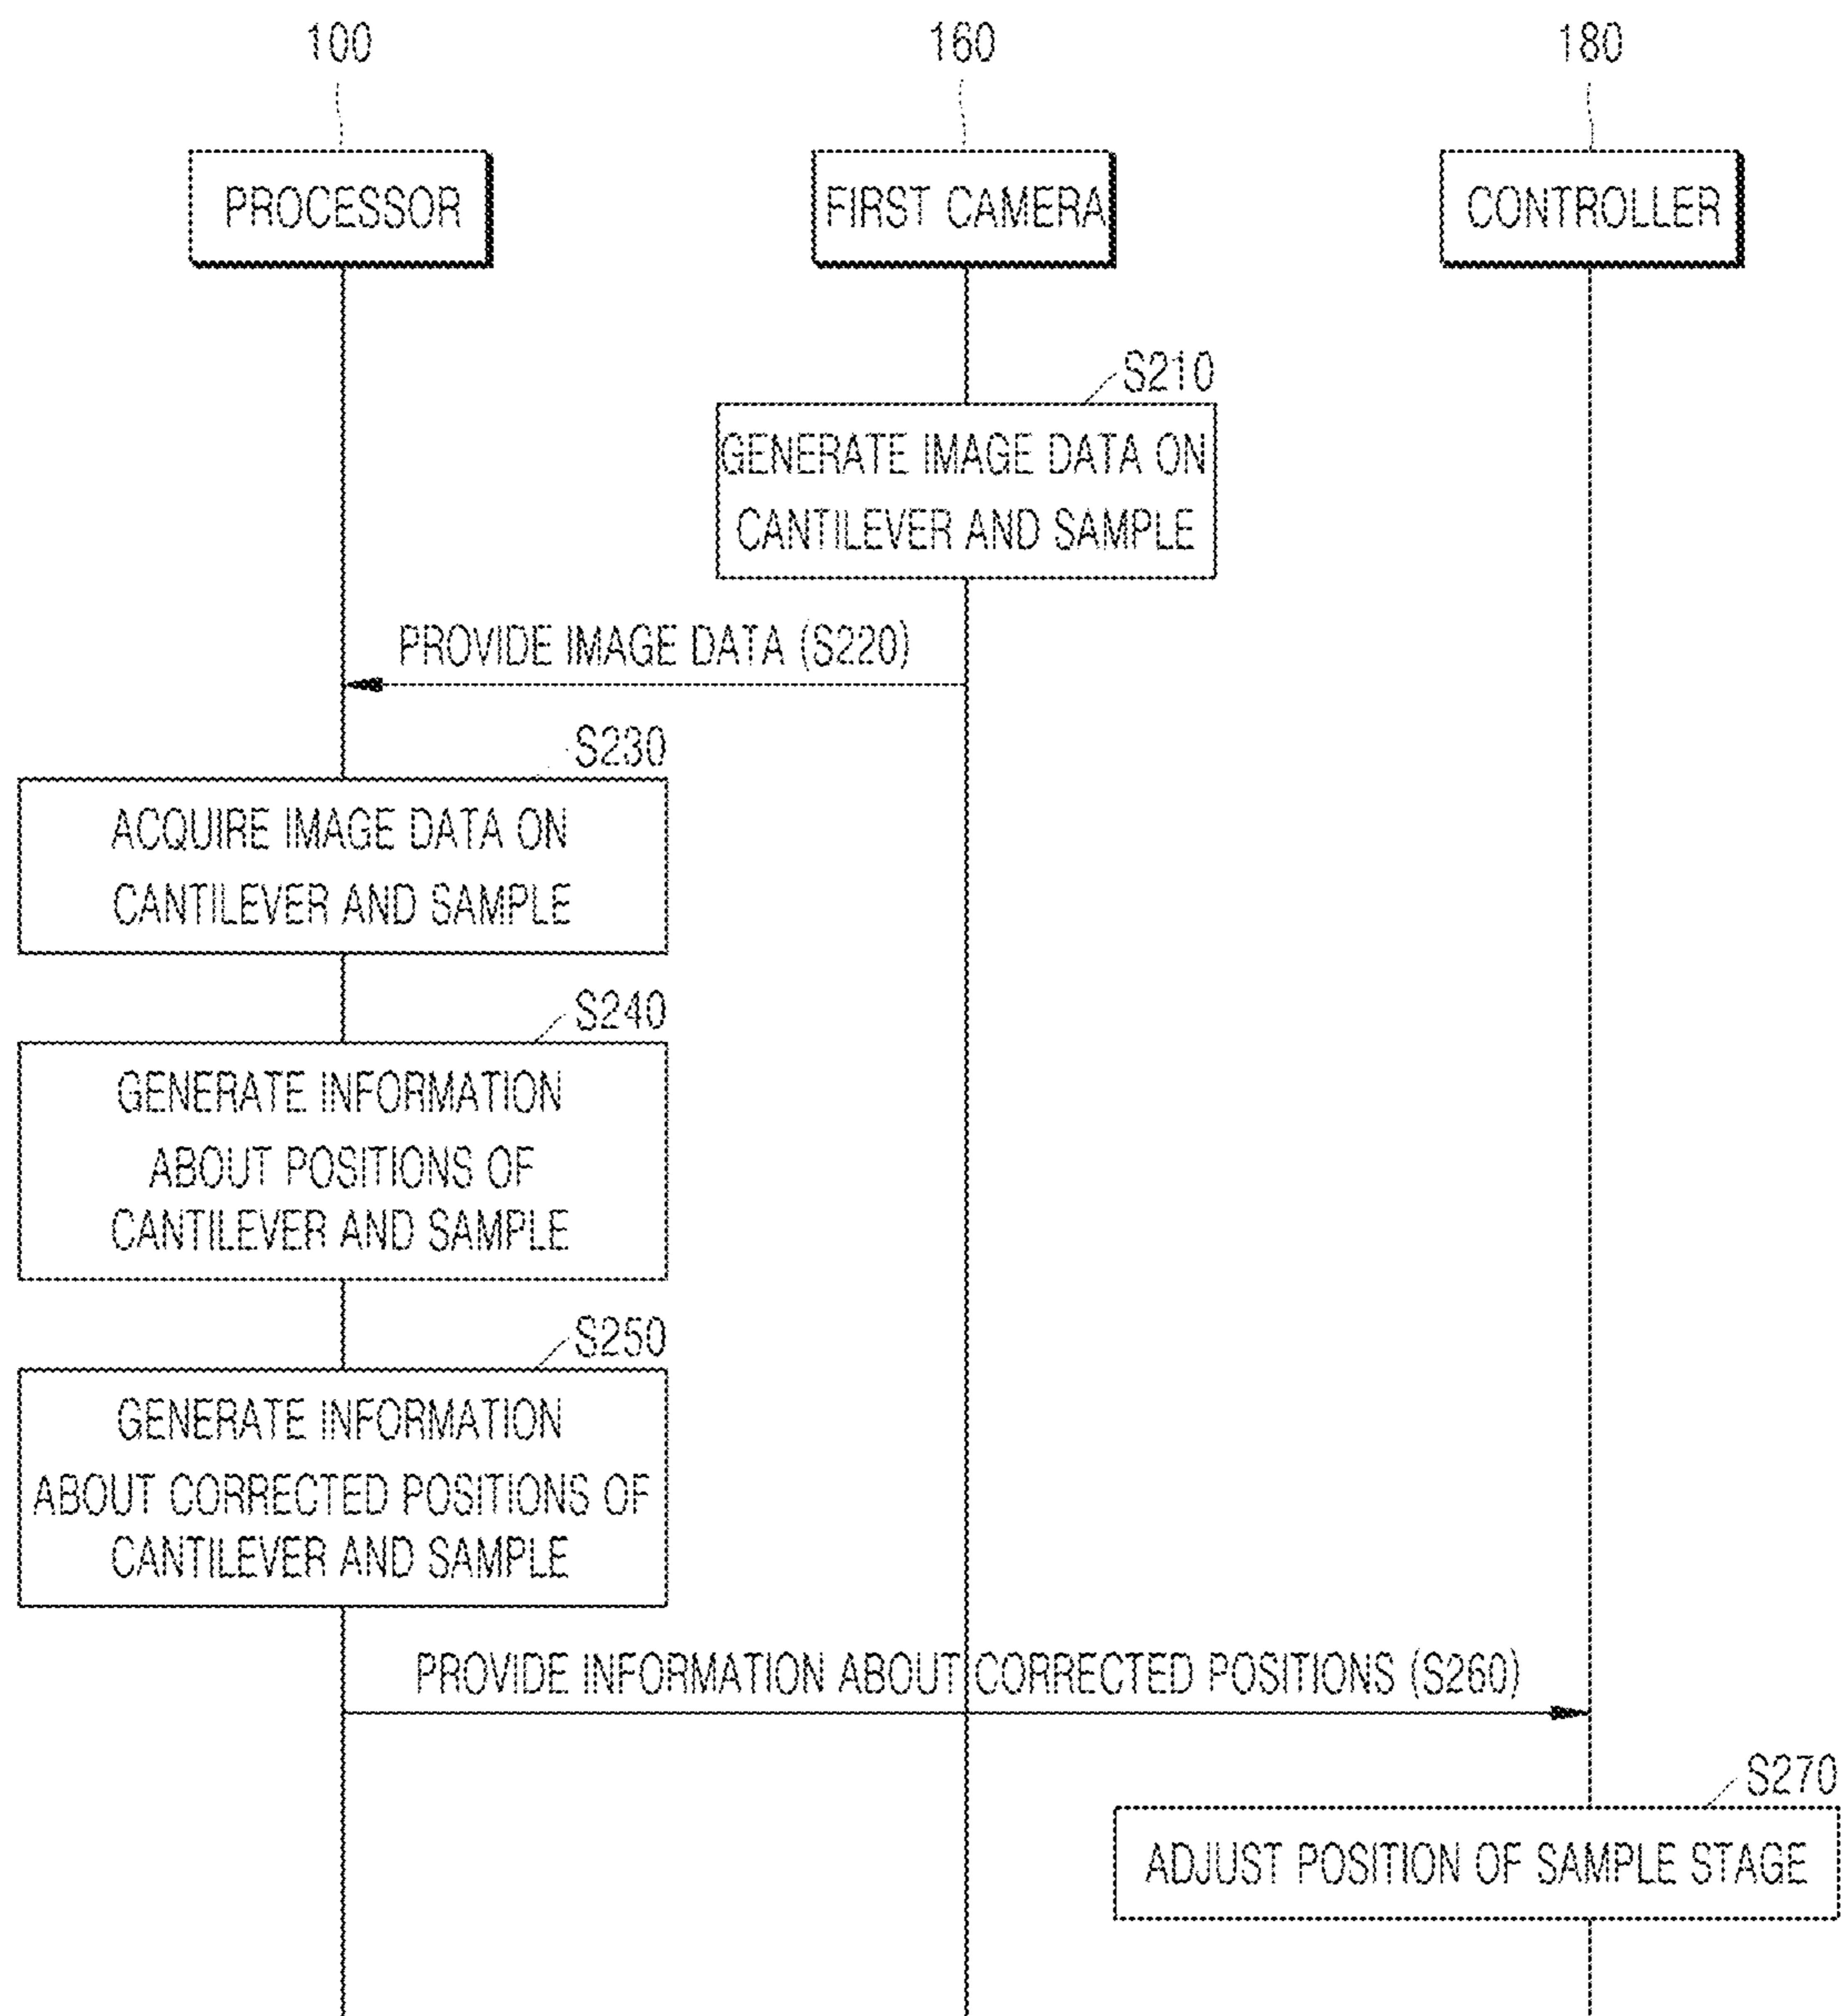 100
160
180
PROCESSOR
FIRST CAMERA
CONTROLLER
S210
GENERATE IMAGE DATA ON
CANTILEVER AND SAMPLE
PROVIDE IMAGE DATA (S220)
S230
ACQUIRE IMAGE DATA ON
CANTILEVER AND SAMPLE
S240
GENERATE INFORMATION
ABOUT POSITIONS OF
CANTILEVER AND SAMPLE
S250
GENERATE INFORMATION
ABOUT CORRECTED POSITIONS OF
CANTILEVER AND SAMPLE
PROVIDE INFORMATION ABOUT CORRECTED POSITIONS (S260)
S270
ADJUST POSITION OF SAMPLE STAGE